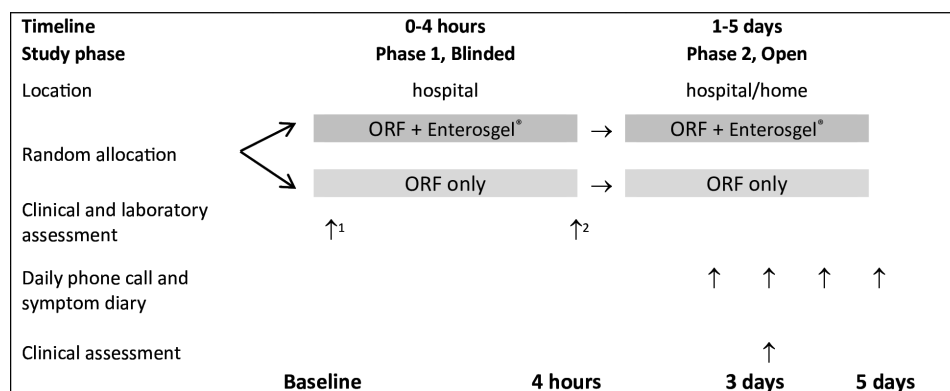 Timeline 0-4 hours 1-5 days
Study phase Phase 1, Blinded Phase 2, Open
Location hospital hospital/home
ORF + Enterosgel® → ORF + Enterosgel®
Random allocation
ORF only → ORF only
Clinical and laboratory
assessment ↑1 ↑2
Daily phone call and
symptom diary ↑ ↑ ↑ ↑
Clinical assessment ↑
Baseline 4 hours 3 days 5 days